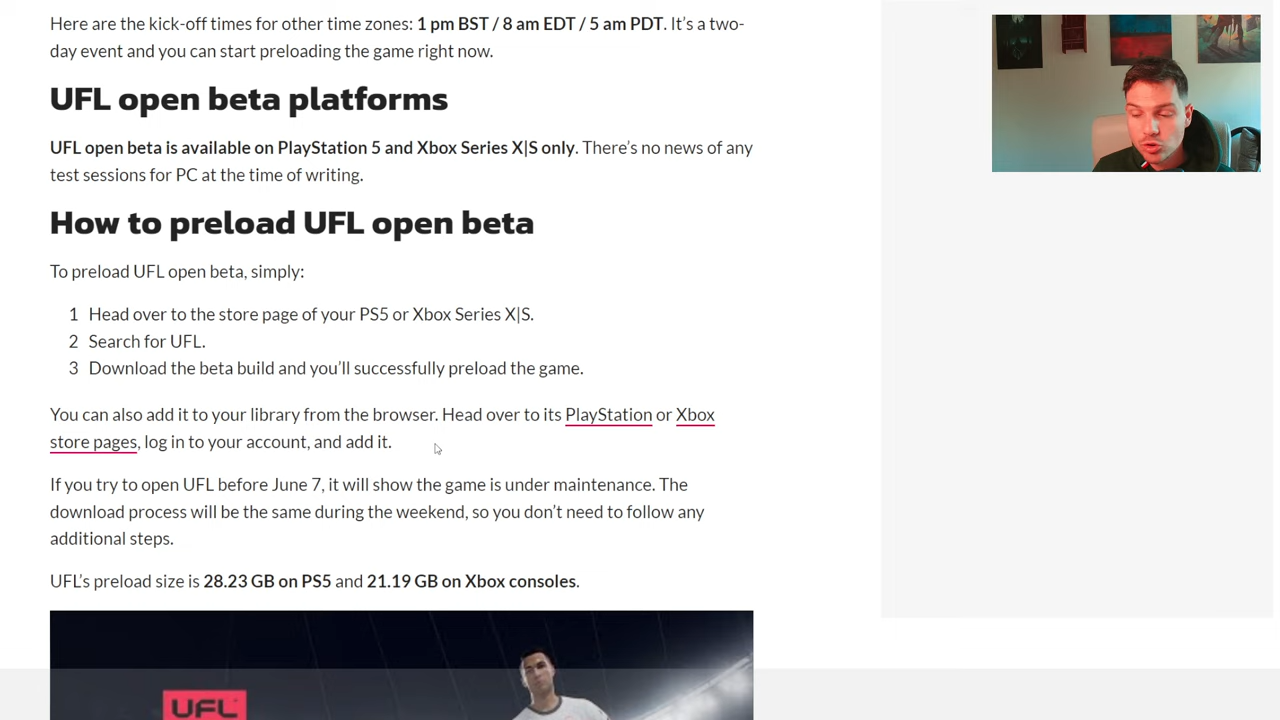 Here are the kick-off times for other time zones: 1 pm BST / 8 am EDT / 5 am PDT. It’s a two-
day event and you can start preloading the game right now.
UFL open beta platforms
UFL open beta is available on PlayStation 5 and Xbox Series X|S only. There’s no news of any
test sessions for PC at the time of writing.
How to preload UFL open beta
To preload UFL open beta, simply:
1 Head over to the store page of your PS5 or Xbox Series X|S.
2 Search for UFL.
3 Download the beta build and you’ll successfully preload the game.
You can also add it to your library from the browser. Head over to its PlayStation or Xbox
store pages, log in to your account, and add it.
If you try to open UFL before June 7, it will show the game is under maintenance. The
download process will be the same during the weekend, so you don’t need to follow any
additional steps.
UFL’s preload size is 28.23 GB on PS5 and 21.19 GB on Xbox consoles.
UFL